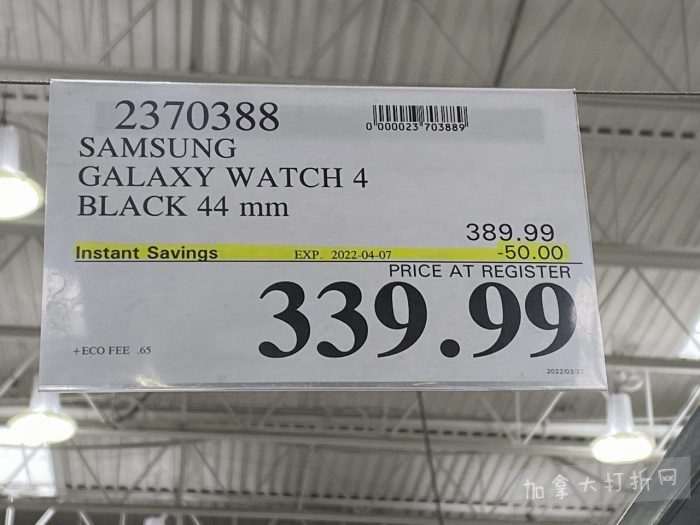 2370388
0 000023 703889
SAMSUNG
GALAXY WATCH 4
BLACK 44 mm
389.99
Instant Savings EXP. 2022-04-07 -50.00
PRICE AT REGISTER
339.99
+ECO FEE .65
加拿大打折网